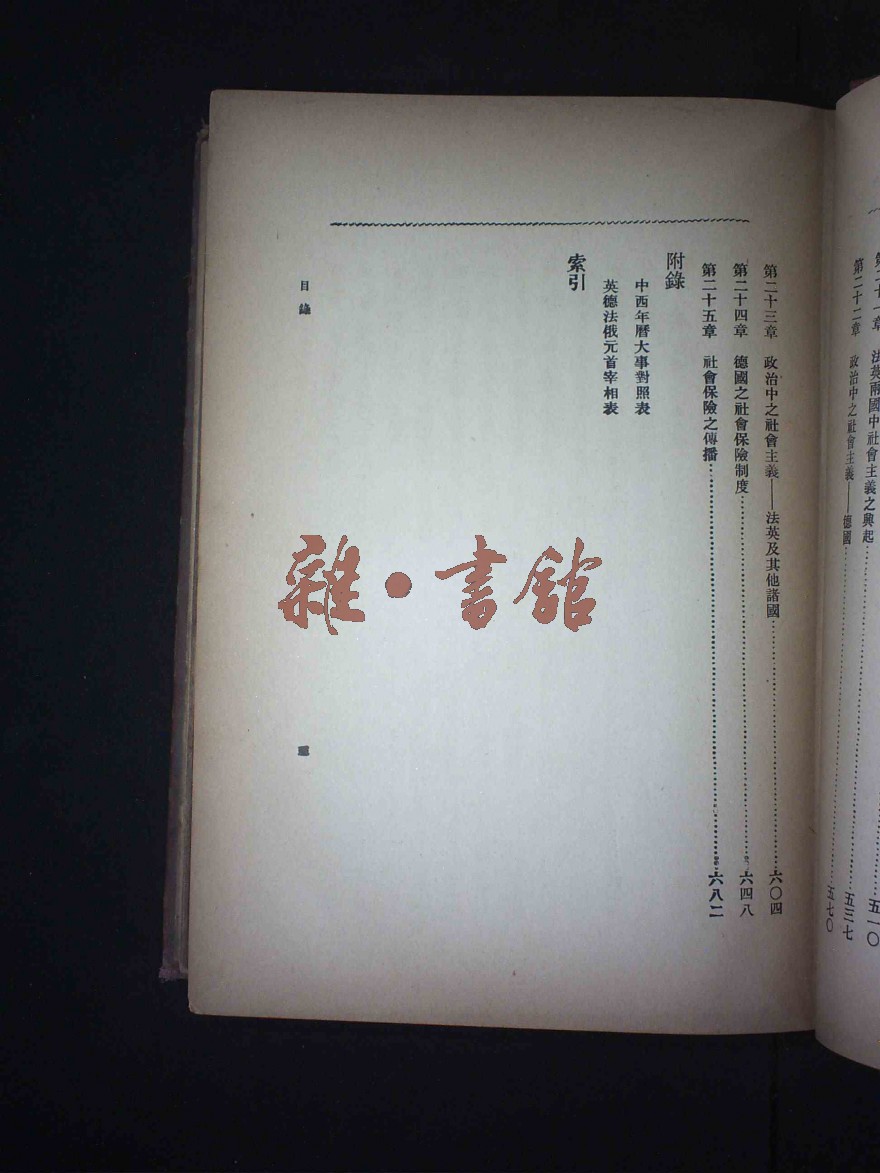 第二十一章　法英兩國中社會主義之興起……五一〇
第二十二章　政治中之社會主義——德國……五三七
五七〇
第二十三章　政治中之社會主義——法英及其他諸國……六〇四
第二十四章　德國之社會保險制度……六四八
第二十五章　社會保險之傳播……六八二
附錄
中西年曆大事對照表
英德法俄元首宰相表
索引
目錄
雜·書館